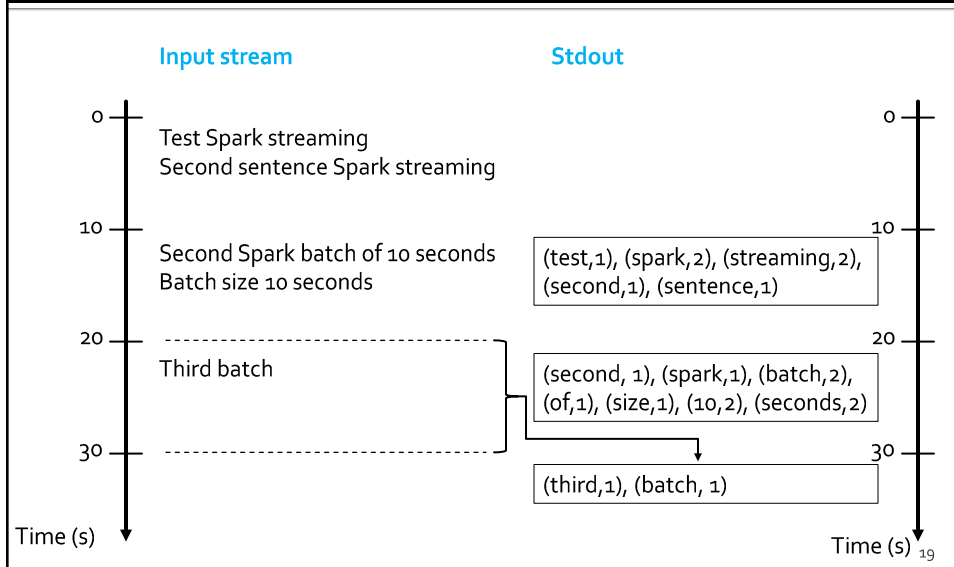 Input stream
Stdout
0
0
Test Spark streaming
Second sentence Spark streaming
10
10
Second Spark batch of 10 seconds
Batch size 10 seconds
(test,1), (spark,2), (streaming,2),
(second,1), (sentence,1)
20
20
Third batch
(second, 1), (spark,1), (batch,2),
(of,1), (size,1), (10,2), (seconds,2)
30
30
(third,1), (batch, 1)
Time (s)
Time (s)
19